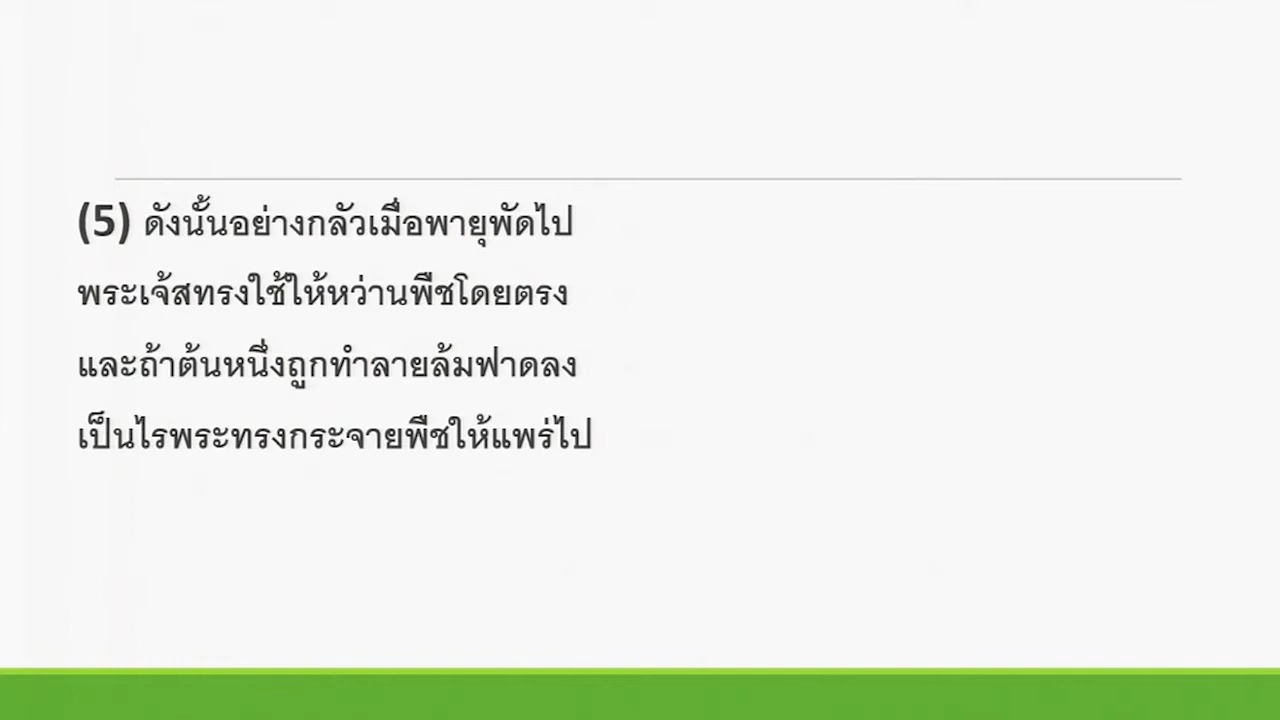 (5) ดังนั้นอย่างกลัวเมื่อพายุพัดไป
พระเจ้สทรงใช้ให้หว่านพืชโดยตรง
และถ้าต้นหนึ่งถูกทำลายล้มฟาดลง
เป็นไรพระทรงกระจายพืชให้แพร่ไป